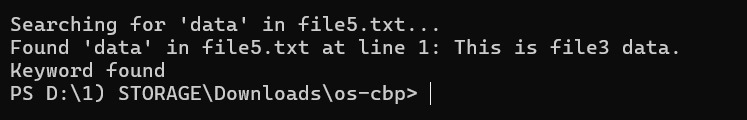 Searching for 'data' in file5.txt...
Found 'data' in file5.txt at line 1: This is file3 data.
Keyword found
PS D:\1) STORAGE\Downloads\os-cbp>